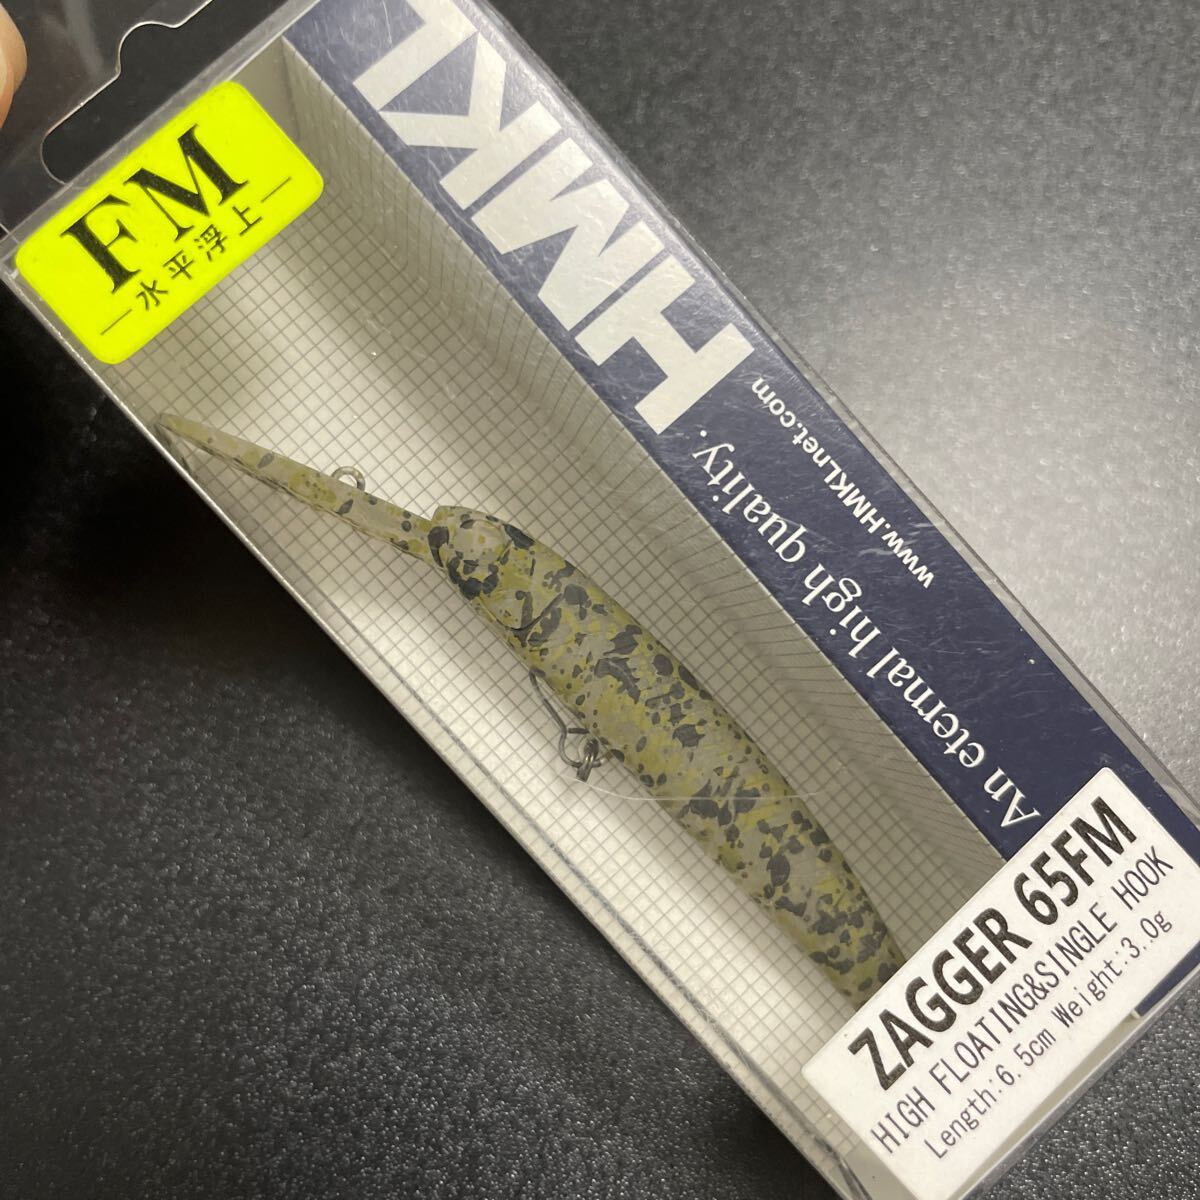 FM
—水平浮上—
HMKL
www.HMKLnet.com
An eternal high quality.
ZAGGER 65FM
HIGH FLOATING&SINGLE HOOK
Length:6.5cm Weight:3.0g